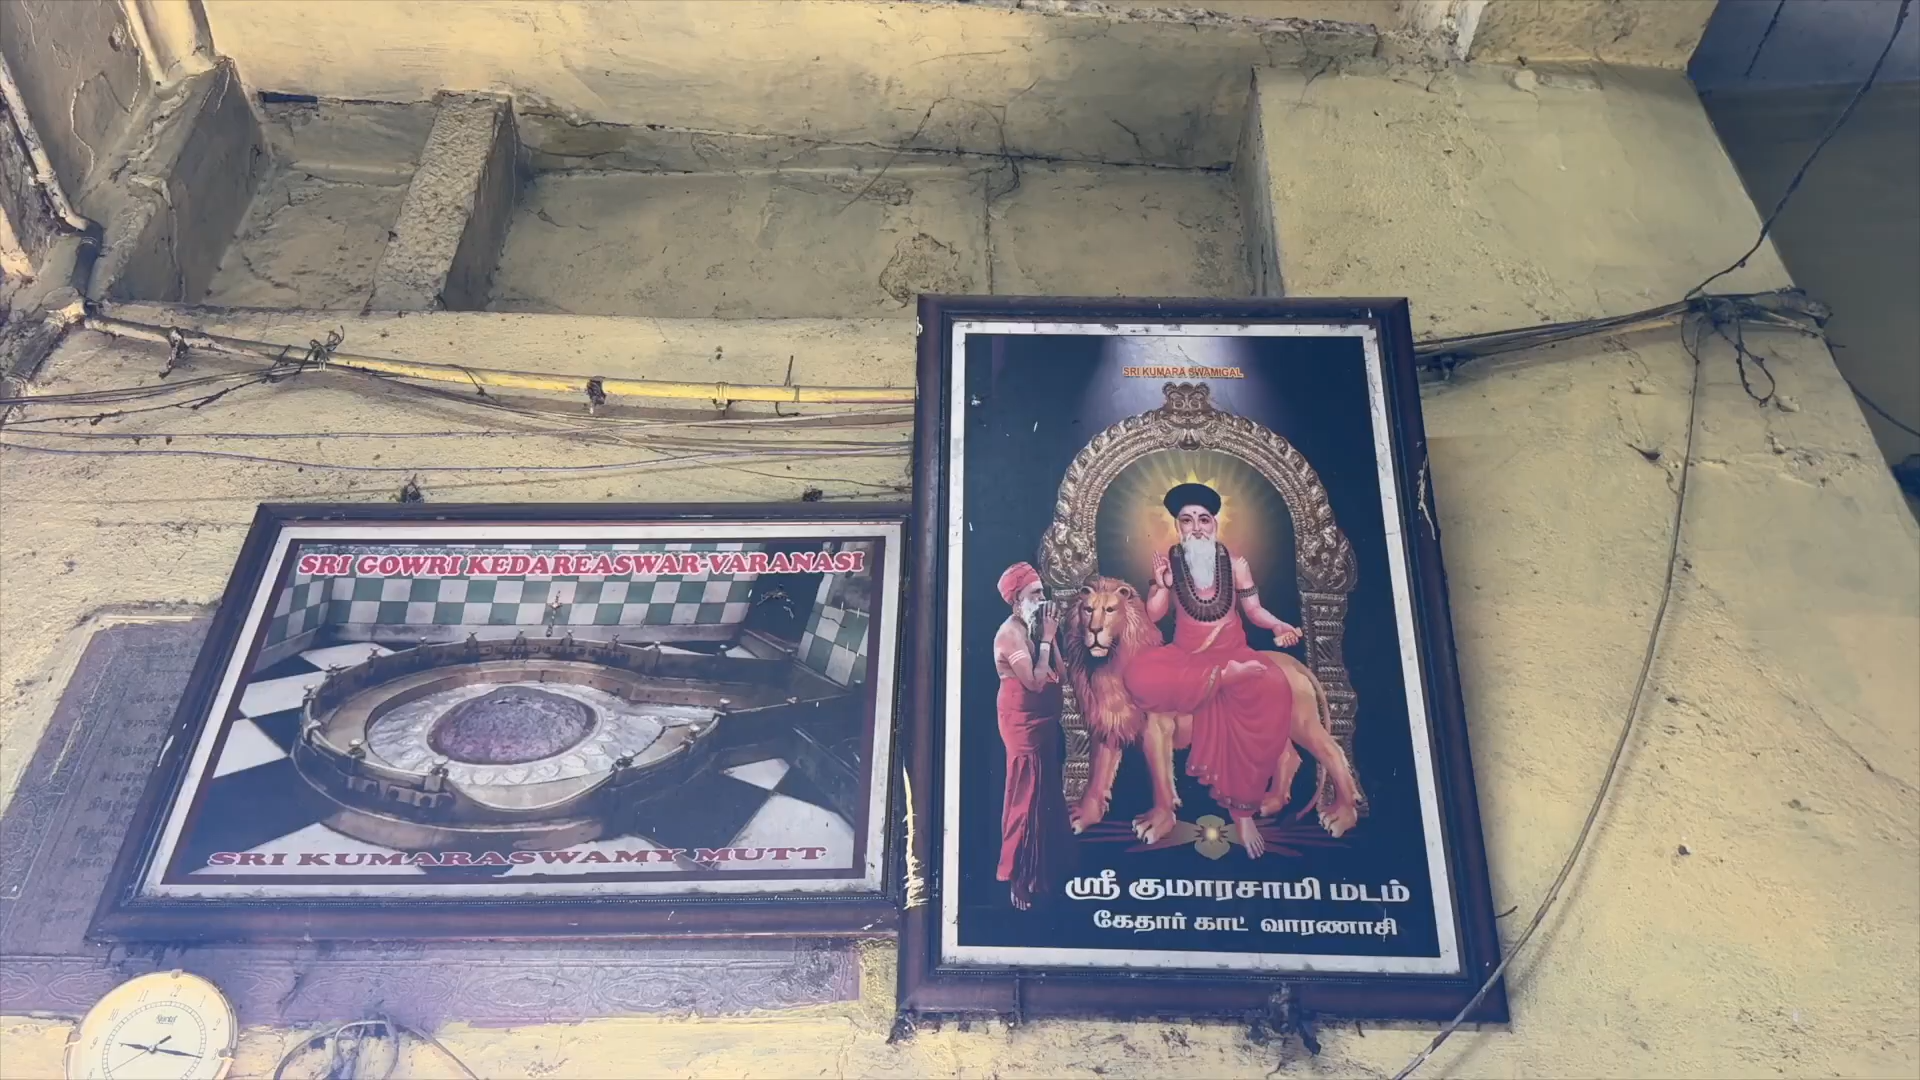 SRI GOWRI KEDAREASWAR-VARANASI
SRI KUMARASWAMY MUTT
SRI KUMARA SWAMIGAL
ஸ்ரீ குமாரசாமி மடம்
கேதார் காட் வாரணாசி